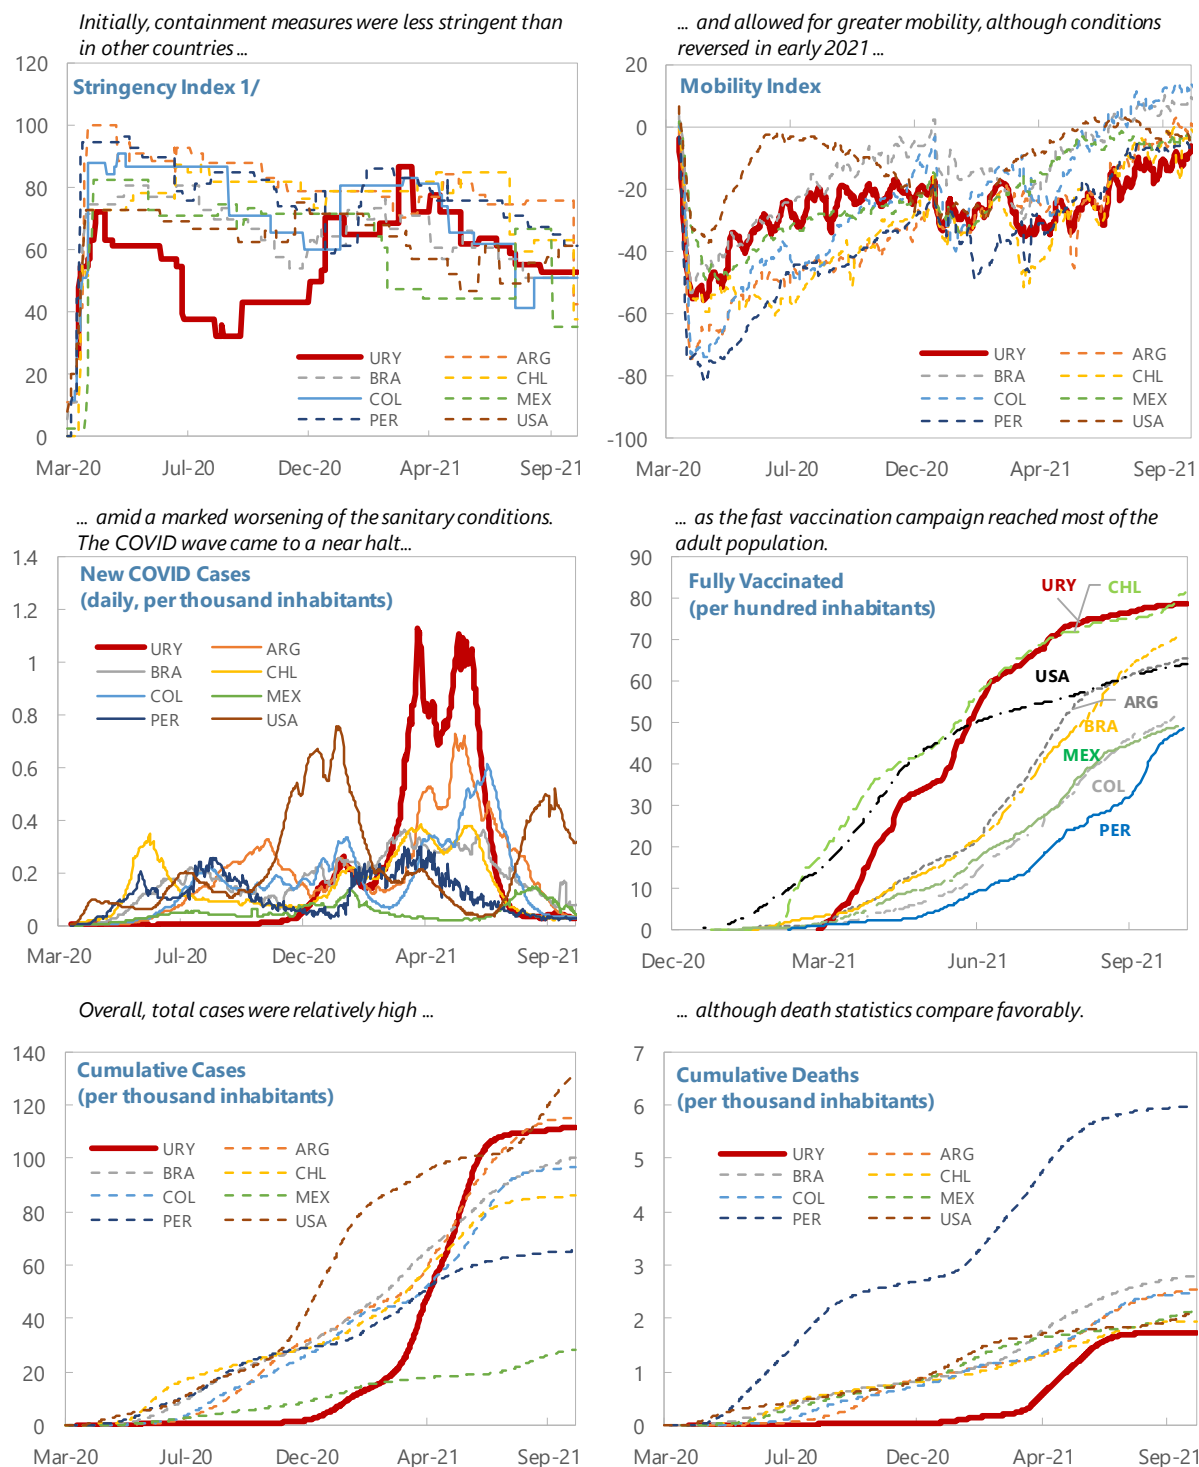 Initially, containment measures were less stringent than
in other countries ...
120
100
80
60
40
20
0
Stringency Index 1/
URY
ARG
BRA
CHL
COL
MEX
PER
USA
Mar-20
Jul-20
Dec-20
Apr-21
Sep-21
... and allowed for greater mobility, although conditions
reversed in early 2021 ...
20
0
-20
-40
-60
-80
-100
Mobility Index
URY
ARG
BRA
CHL
COL
MEX
PER
USA
Mar-20
Jul-20
Dec-20
Apr-21
Sep-21
... amid a marked worsening of the sanitary conditions.
The COVID wave came to a near halt...
1.4
1.2
1
0.8
0.6
0.4
0.2
0
New COVID Cases
(daily, per thousand inhabitants)
URY
ARG
BRA
CHL
COL
MEX
PER
USA
Mar-20
Jul-20
Dec-20
Apr-21
Sep-21
... as the fast vaccination campaign reached most of the
adult population.
90
80
70
60
50
40
30
20
10
0
Fully Vaccinated
(per hundred inhabitants)
URY
CHL
USA
ARG
BRA
MEX
COL
PER
Dec-20
Mar-21
Jun-21
Sep-21
Overall, total cases were relatively high ...
140
120
100
80
60
40
20
0
Cumulative Cases
(per thousand inhabitants)
URY
ARG
BRA
CHL
COL
MEX
PER
USA
Mar-20
Jul-20
Dec-20
Apr-21
Sep-21
... although death statistics compare favorably.
7
6
5
4
3
2
1
0
Cumulative Deaths
(per thousand inhabitants)
URY
ARG
BRA
CHL
COL
MEX
PER
USA
Mar-20
Jul-20
Dec-20
Apr-21
Sep-21